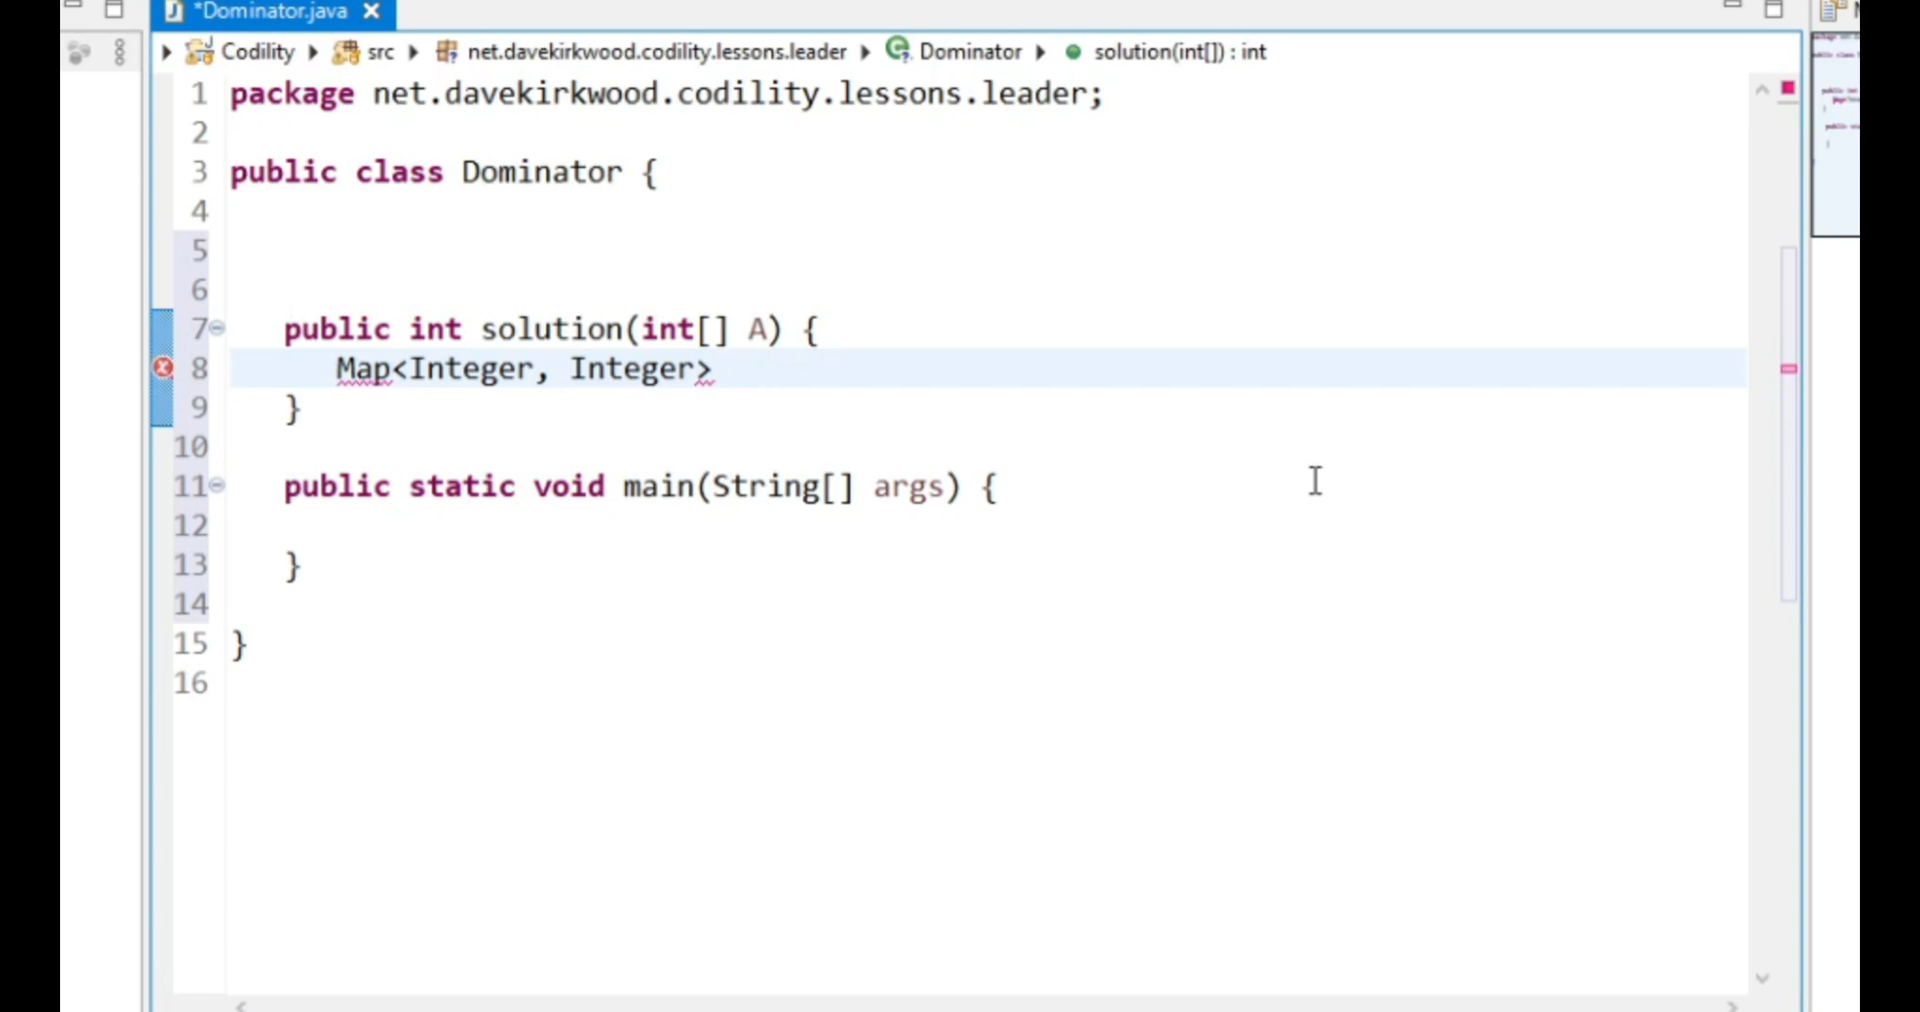 *Dominator.java
Codility src net.davekirkwood.codility.lessons.leader Dominator solution(int[]) : int
1 package net.davekirkwood.codility.lessons.leader;
2
3 public class Dominator {
4
5
6
7 public int solution(int[] A) {
8 Map<Integer, Integer>
9 }
10
11 public static void main(String[] args) {
12
13 }
14
15 }
16